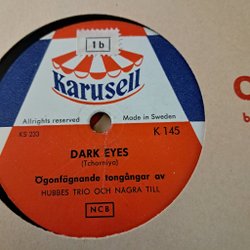 1b
Karusell
Allrights reserved
Made in Sweden
KS-233
K 145
DARK EYES
(Tchorniya)
Ögonfägnande tongångar av
HUBBES TRIO OCH NÅGRA TILL
NCB